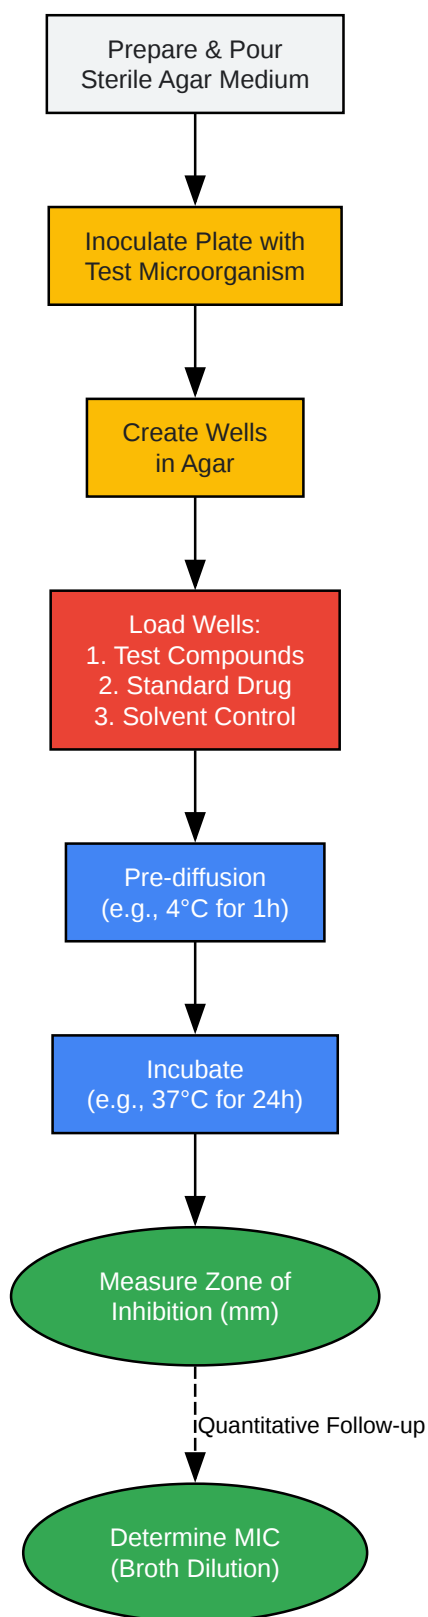 Prepare & Pour
Sterile Agar Medium
Inoculate Plate with
Test Microorganism
Create Wells
in Agar
Load Wells:
1. Test Compounds
2. Standard Drug
3. Solvent Control
Pre-diffusion
(e.g., 4°C for 1h)
Incubate
(e.g., 37°C for 24h)
Measure Zone of
Inhibition (mm)
Quantitative Follow-up
Determine MIC
(Broth Dilution)